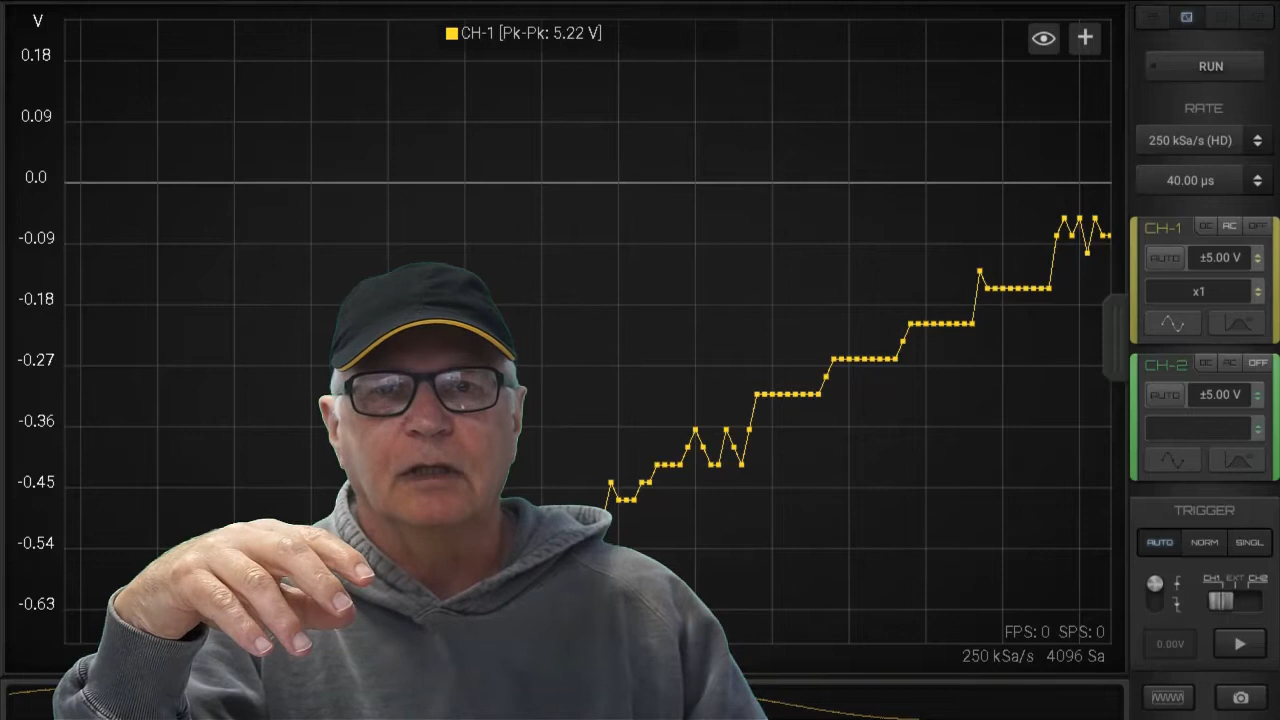 V
CH-1 [Pk-Pk: 5.22 V]
0.18
0.09
0.0
-0.09
-0.18
-0.27
-0.36
-0.45
-0.54
-0.63
FPS: 0 SPS: 0
250 kSa/s 4096 Sa
RUN
RATE
250 kSa/s (HD)
40.00 µs
CH-1 DC AC OFF
AUTO ±5.00 V
x1
CH-2 DC AC OFF
AUTO ±5.00 V
TRIGGER
AUTO NORM SINGL
CH1 EXT CH2
0.00V